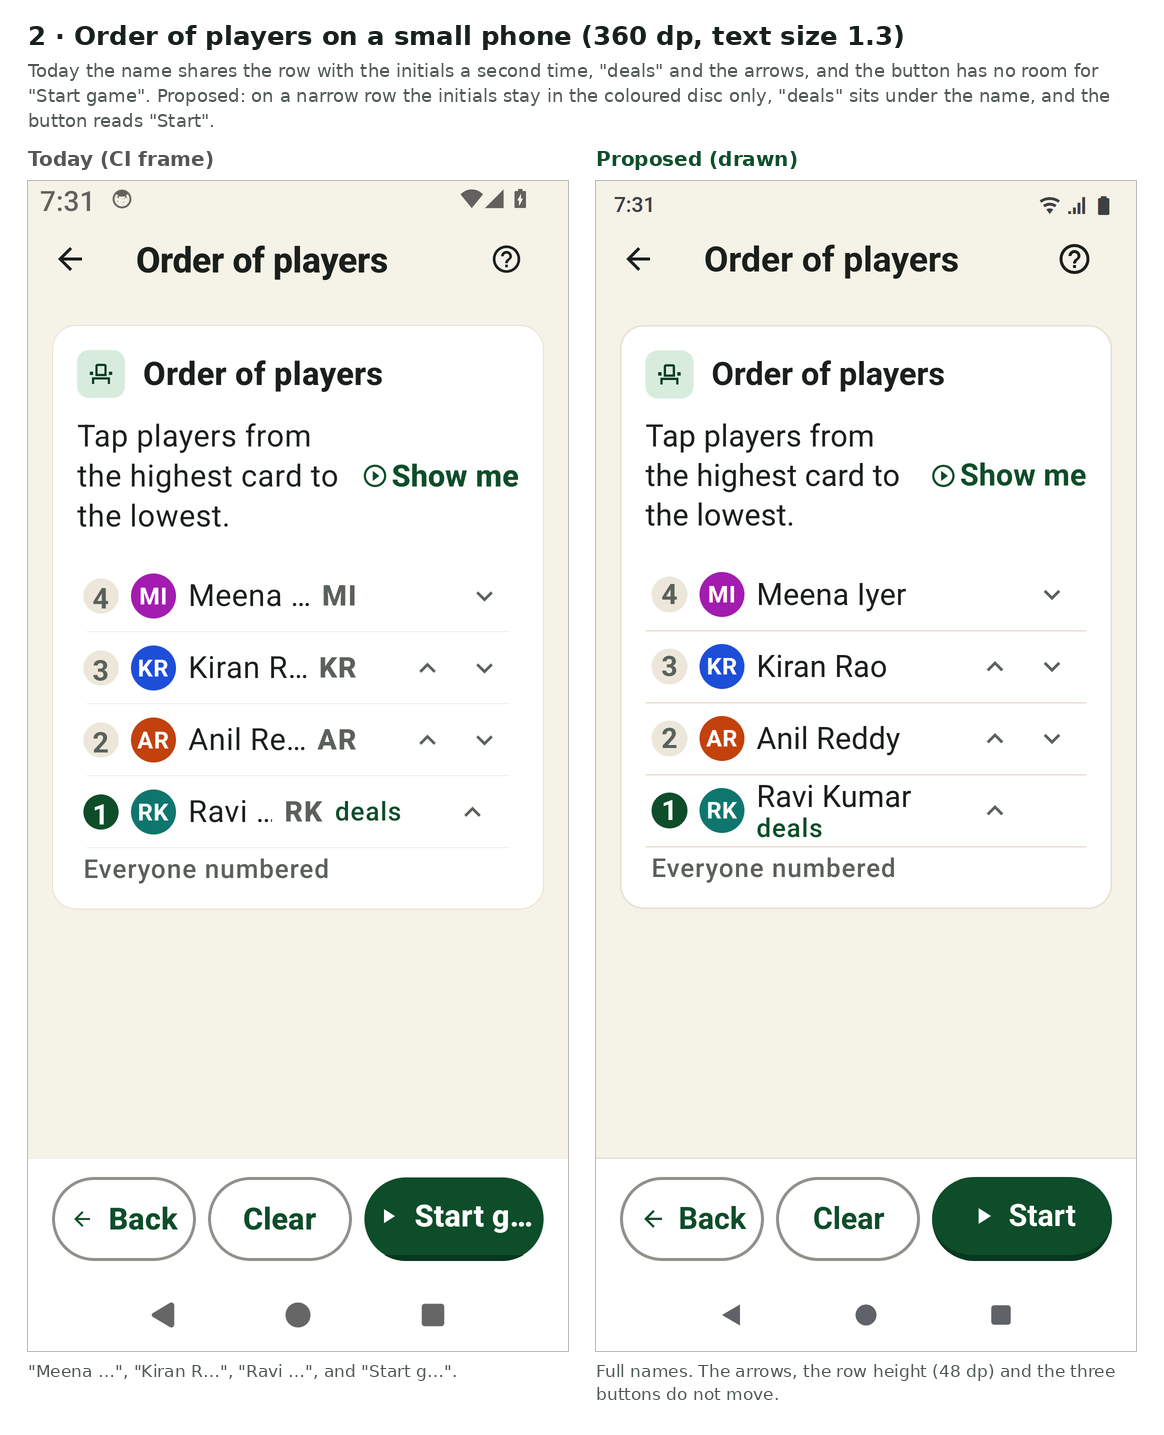 2 · Order of players on a small phone (360 dp, text size 1.3)
Today the name shares the row with the initials a second time, "deals" and the arrows, and the button has no room for
"Start game". Proposed: on a narrow row the initials stay in the coloured disc only, "deals" sits under the name, and the
button reads "Start".
Today (CI frame)
7:31
Order of players
Order of players
Tap players from
the highest card to
the lowest.
Show me
4 MI Meena ... MI
3 KR Kiran R... KR
2 AR Anil Re... AR
1 RK Ravi ... RK deals
Everyone numbered
Back Clear Start g...
"Meena ...", "Kiran R...", "Ravi ...", and "Start g...".
Proposed (drawn)
7:31
Order of players
Order of players
Tap players from
the highest card to
the lowest.
Show me
4 MI Meena Iyer
3 KR Kiran Rao
2 AR Anil Reddy
1 RK Ravi Kumar
deals
Everyone numbered
Back Clear Start
Full names. The arrows, the row height (48 dp) and the three
buttons do not move.